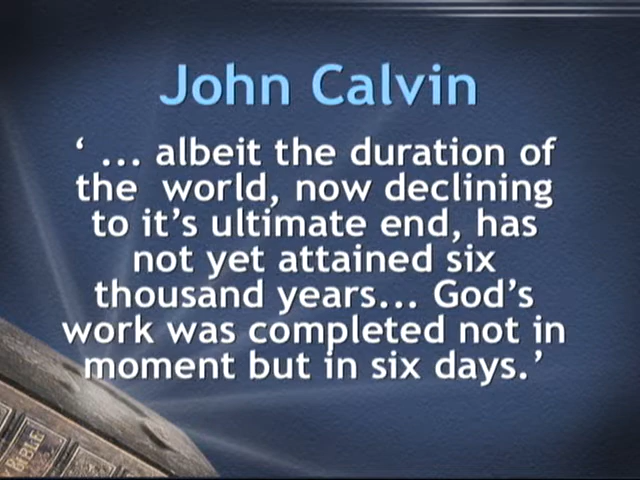 John Calvin
‘ ... albeit the duration of
the world, now declining
to it’s ultimate end, has
not yet attained six
thousand years... God’s
work was completed not in
moment but in six days.’
BIBLE